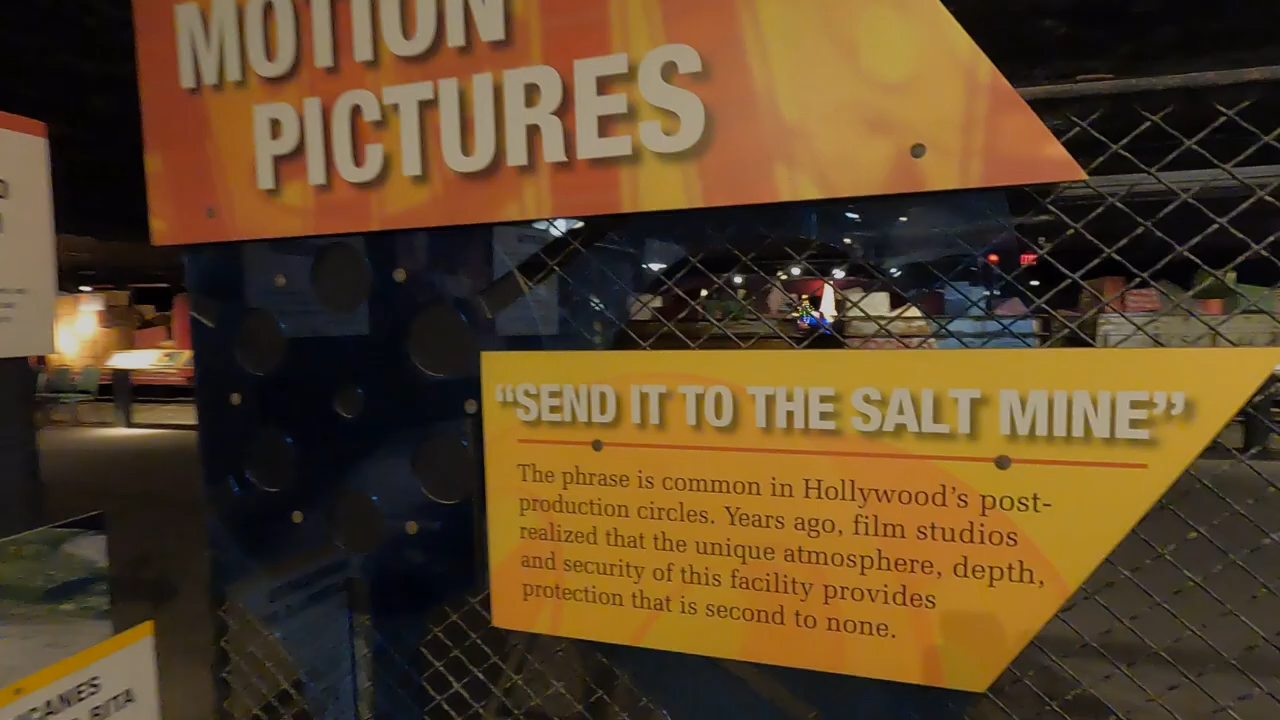 MOTION
PICTURES
"SEND IT TO THE SALT MINE"
The phrase is common in Hollywood's post-
production circles. Years ago, film studios
realized that the unique atmosphere, depth,
and security of this facility provides
protection that is second to none.
EXIT